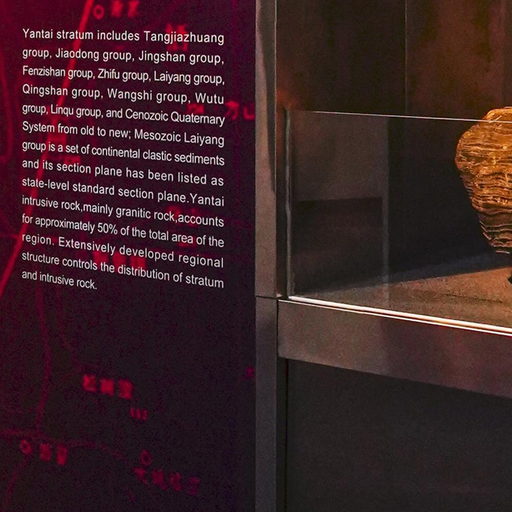 Yantai stratum includes Tangjiazhuang
group, Jiaodong group, Jingshan group,
Fenzishan group, Zhifu group, Laiyang group,
Qingshan group, Wangshi group, Wutu
group, Linqu group, and Cenozoic Quaternary
System from old to new; Mesozoic Laiyang
group is a set of continental clastic sediments
and its section plane has been listed as
state-level standard section plane.Yantai
intrusive rock,mainly granitic rock,accounts
for approximately 50% of the total area of the
region. Extensively developed regional
structure controls the distribution of stratum
and intrusive rock.